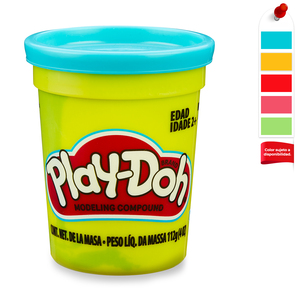 EDAD
IDADE 2+
Play-Doh
MODELING COMPOUND
CONT. NET. DE LA MASA - PESO LÍQ. DA MASSA 112g(4 OZ)
Color sujeto a
disponibilidad